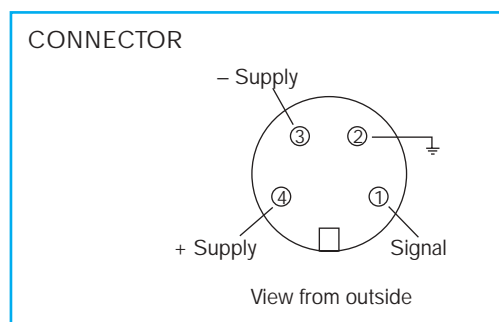 CONNECTOR
– Supply
3 2
4 1
+ Supply Signal
View from outside